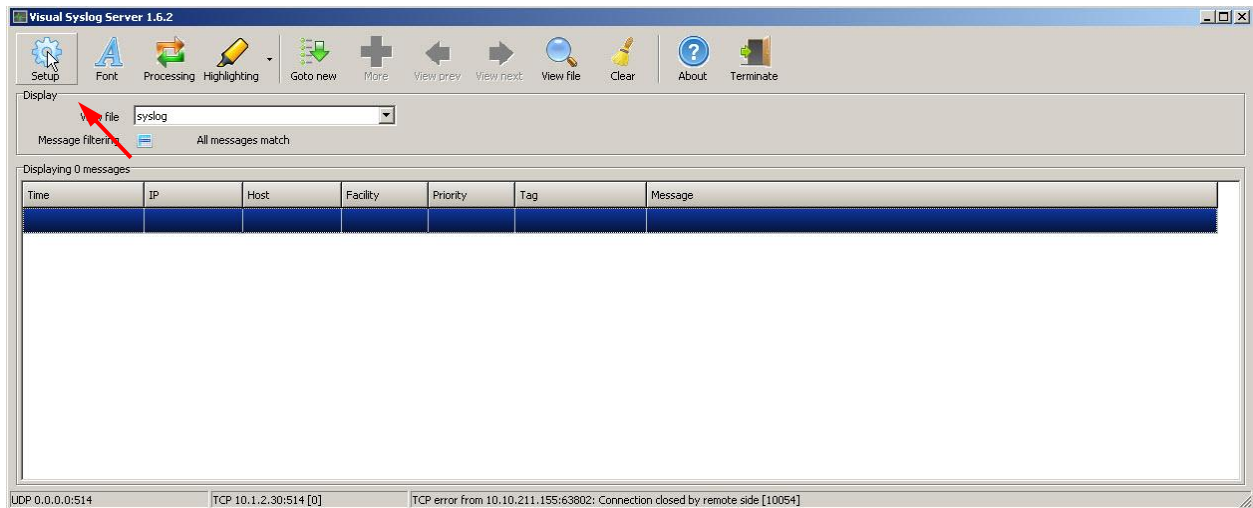 Visual Syslog Server 1.6.2
Setup Font Processing Highlighting Goto new More View prev View next View file Clear About Terminate
Display
View file syslog
Message filtering All messages match
Displaying 0 messages
Time IP Host Facility Priority Tag Message
UDP 0.0.0.0:514 TCP 10.1.2.30:514 [0] TCP error from 10.10.211.155:63802: Connection closed by remote side [10054]